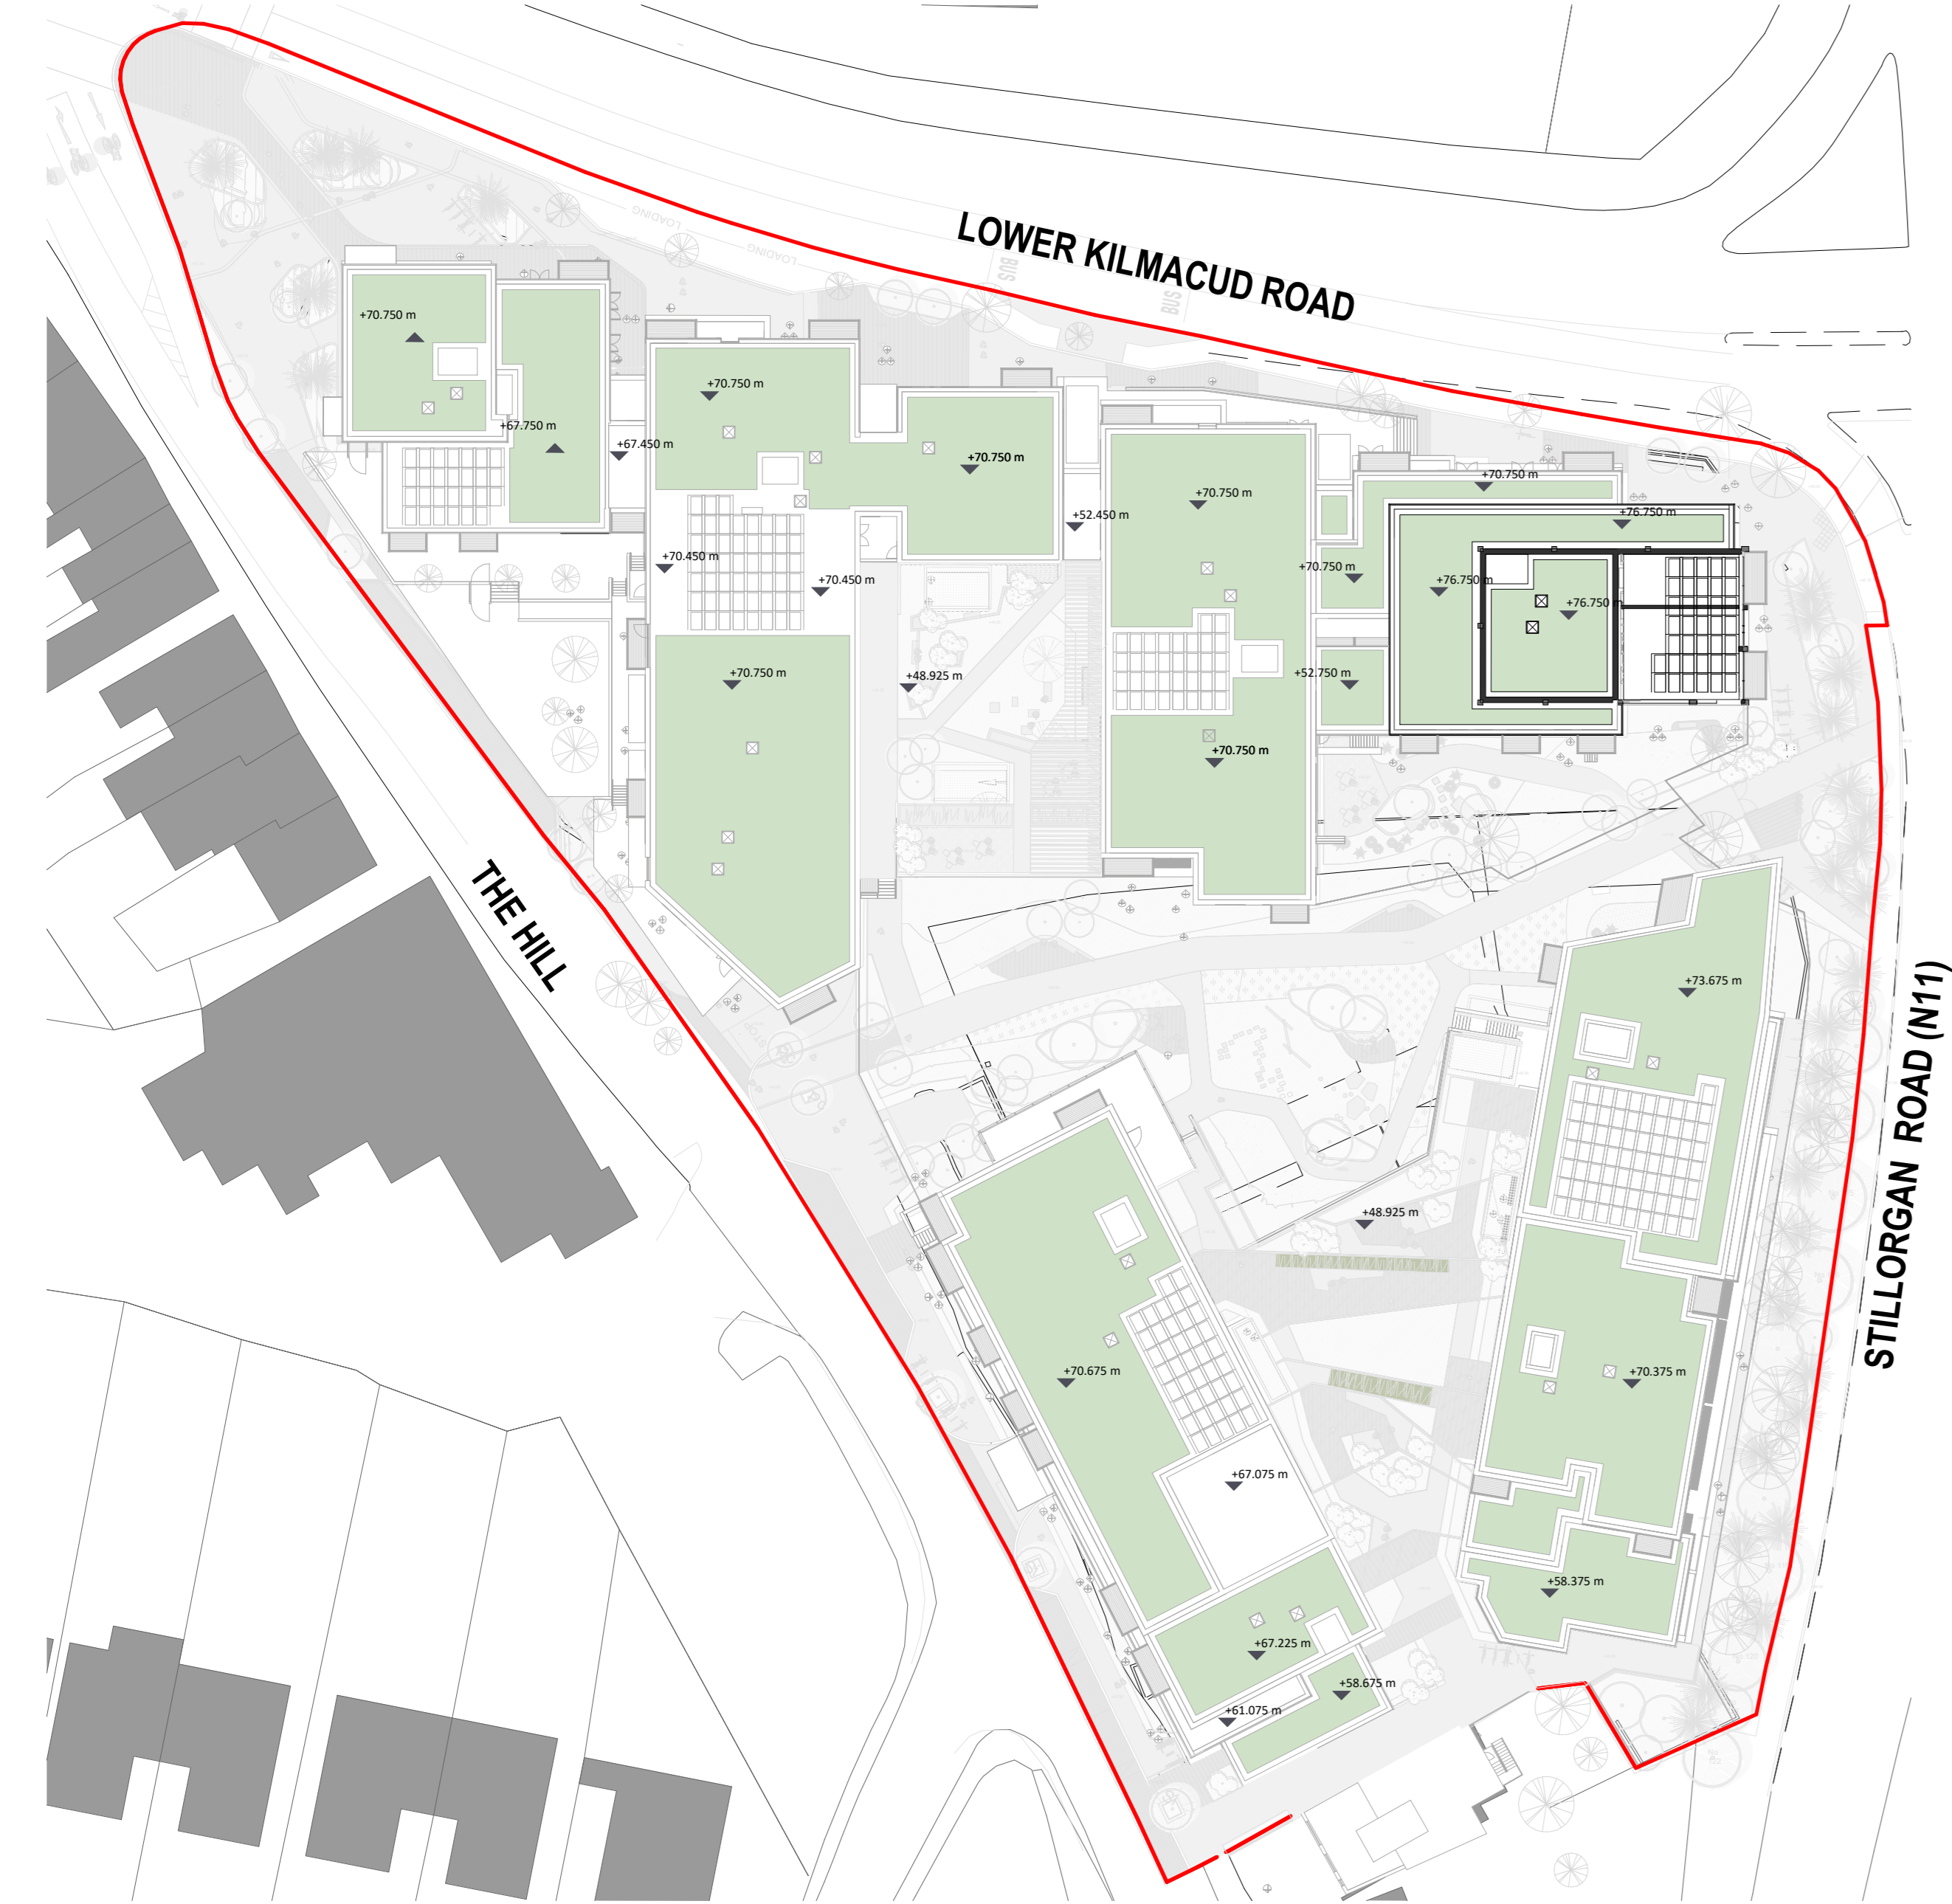 LOADING
LOADING
BUS
BUS
LOWER KILMACUD ROAD
+70.750 m
+67.750 m
+67.450 m
+70.750 m
+70.750 m
+70.450 m
+70.450 m
+52.450 m
+70.750 m
+70.750 m
+76.750 m
+70.750 m
+76.750 m
+76.750 m
+70.750 m
+48.925 m
+52.750 m
+70.750 m
THE HILL
+73.675 m
STILLORGAN ROAD (N11)
+48.925 m
+70.675 m
+70.375 m
+67.075 m
+58.375 m
+67.225 m
+58.675 m
+61.075 m